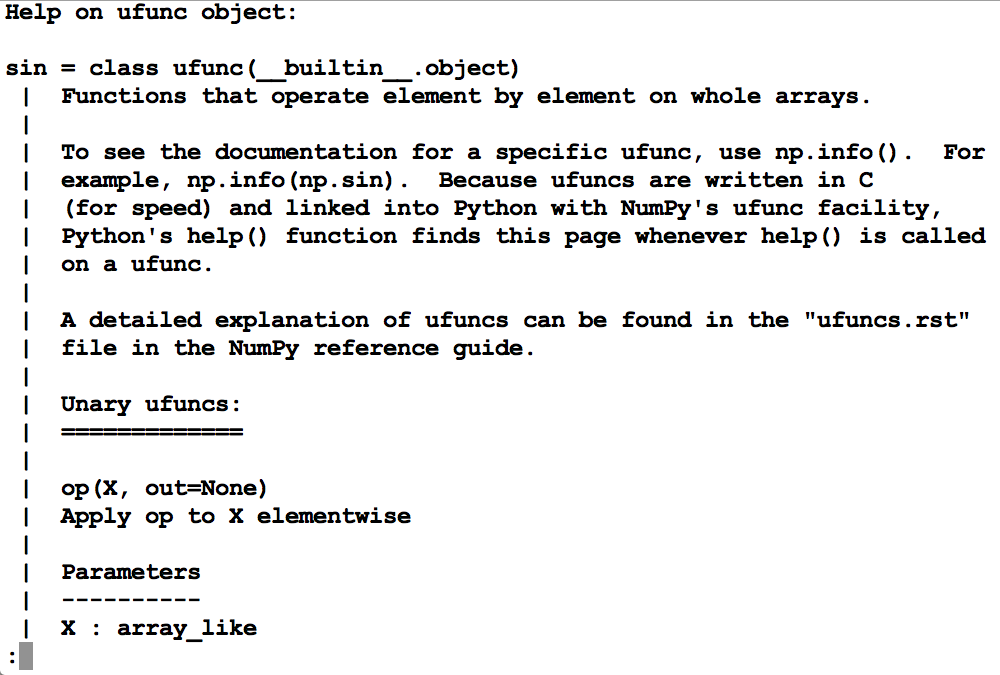 Help on ufunc object:

sin = class ufunc(__builtin__.object)
 |  Functions that operate element by element on whole arrays.
 |
 |  To see the documentation for a specific ufunc, use np.info().  For
 |  example, np.info(np.sin).  Because ufuncs are written in C
 |  (for speed) and linked into Python with NumPy's ufunc facility,
 |  Python's help() function finds this page whenever help() is called
 |  on a ufunc.
 |
 |  A detailed explanation of ufuncs can be found in the "ufuncs.rst"
 |  file in the NumPy reference guide.
 |
 |  Unary ufuncs:
 |  =============
 |
 |  op(X, out=None)
 |  Apply op to X elementwise
 |
 |  Parameters
 |  ----------
 |  X : array_like
: